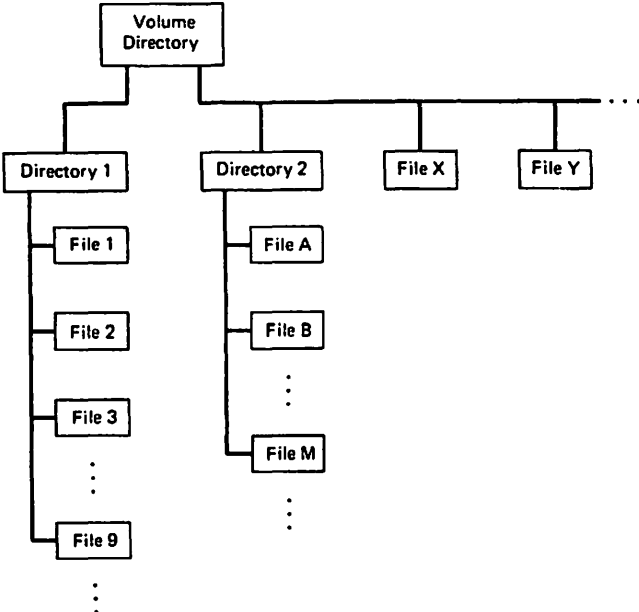 Volume
Directory
Directory 1
Directory 2
File X
File Y
File 1
File A
File 2
File B
File 3
File M
File 9